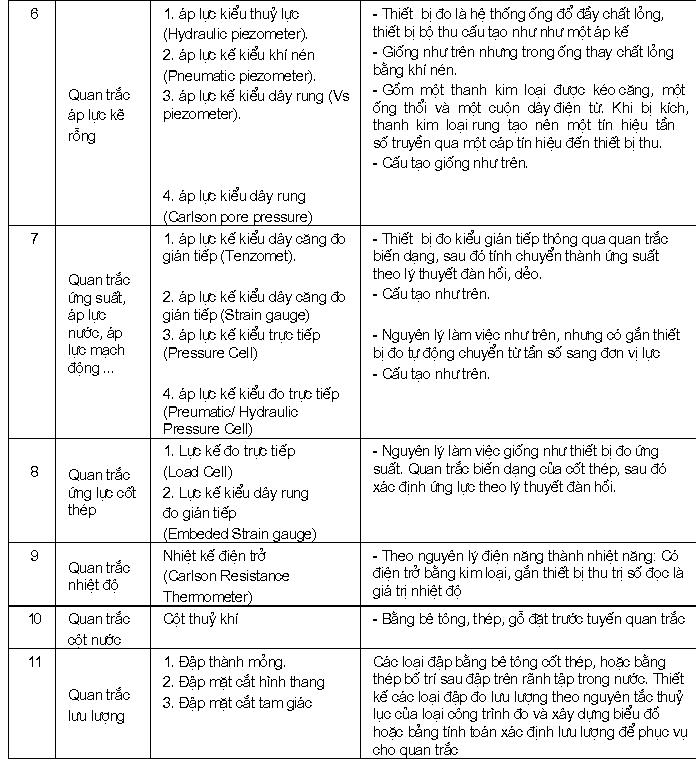 6
Quan trắc
áp lực kẽ
rỗng
1. áp lực kiểu thuỷ lực
(Hydraulic piezometer).
2. áp lực kế kiểu khí nén
(Pneumatic piezometer).
3. áp lực kế kiểu dây rung (Vs
piezometer).
4. áp lực kiểu dây rung
(Carlson pore pressure)
- Thiết bị đo là hệ thống ống đổ đầy chất lỏng,
thiết bị bộ thu cấu tạo như như một áp kế
- Giống như trên nhưng trong ống thay chất lỏng
bằng khí nén.
- Gồm một thanh kim loại được kéo căng, một
ống thổi và một cuộn dây điện từ. Khi bị kích,
thanh kim loại rung tạo nên một tín hiệu tần
số truyền qua một cáp tín hiệu đến thiết bị thu.
- Cấu tạo giống như trên.
7
Quan trắc
ứng suất,
áp lực
nước, áp
lực mạch
động ...
1. áp lực kế kiểu dây căng đo
gián tiếp (Tenzomet).
2. áp lực kế kiểu dây căng đo
gián tiếp (Strain gauge)
3. áp lực kế kiểu trực tiếp
(Pressure Cell)
4. áp lực kế kiểu đo trực tiếp
(Preumatic/ Hydraulic
Pressure Cell)
- Thiết bị đo kiểu gián tiếp thông qua quan trắc
biến dạng, sau đó tính chuyển thành ứng suất
theo lý thuyết đàn hồi, dẻo.
- Cấu tạo như trên.
- Nguyên lý làm việc như trên, nhưng có gắn thiết
bị đo tự động chuyển từ tần số sang đơn vị lực
- Cấu tạo như trên.
8
Quan trắc
ứng lực cốt
thép
1. Lực kế đo trực tiếp
(Load Cell)
2. Lực kế kiểu dây rung
đo gián tiếp
(Embeded Strain gauge)
- Nguyên lý làm việc giống như thiết bị đo ứng
suất. Quan trắc biến dạng của cốt thép, sau đó
xác định ứng lực theo lý thuyết đàn hồi.
9
Quan trắc
nhiệt độ
Nhiệt kế điện trở
(Carlson Resistance
Thermometer)
- Theo nguyên lý điện năng thành nhiệt năng: Có
điện trở bằng kim loại, gắn thiết bị thu trị số đọc là
giá trị nhiệt độ
10
Quan trắc
cột nước
Cột thuỷ khí
- Bằng bê tông, thép, gỗ đặt trước tuyến quan trắc
11
Quan trắc
lưu lượng
1. Đập thành mỏng.
2. Đập mặt cắt hình thang
3. Đập mặt cắt tam giác
Các loại đập bằng bê tông cốt thép, hoặc bằng
thép bố trí sau đập trên rãnh tập trong nước. Thiết
kế các loại đập đo lưu lượng theo nguyên tắc thuỷ
lực của loại công trình đo và xây dựng biểu đồ
hoặc bảng tính toán xác định lưu lượng để phục vụ
cho quan trắc